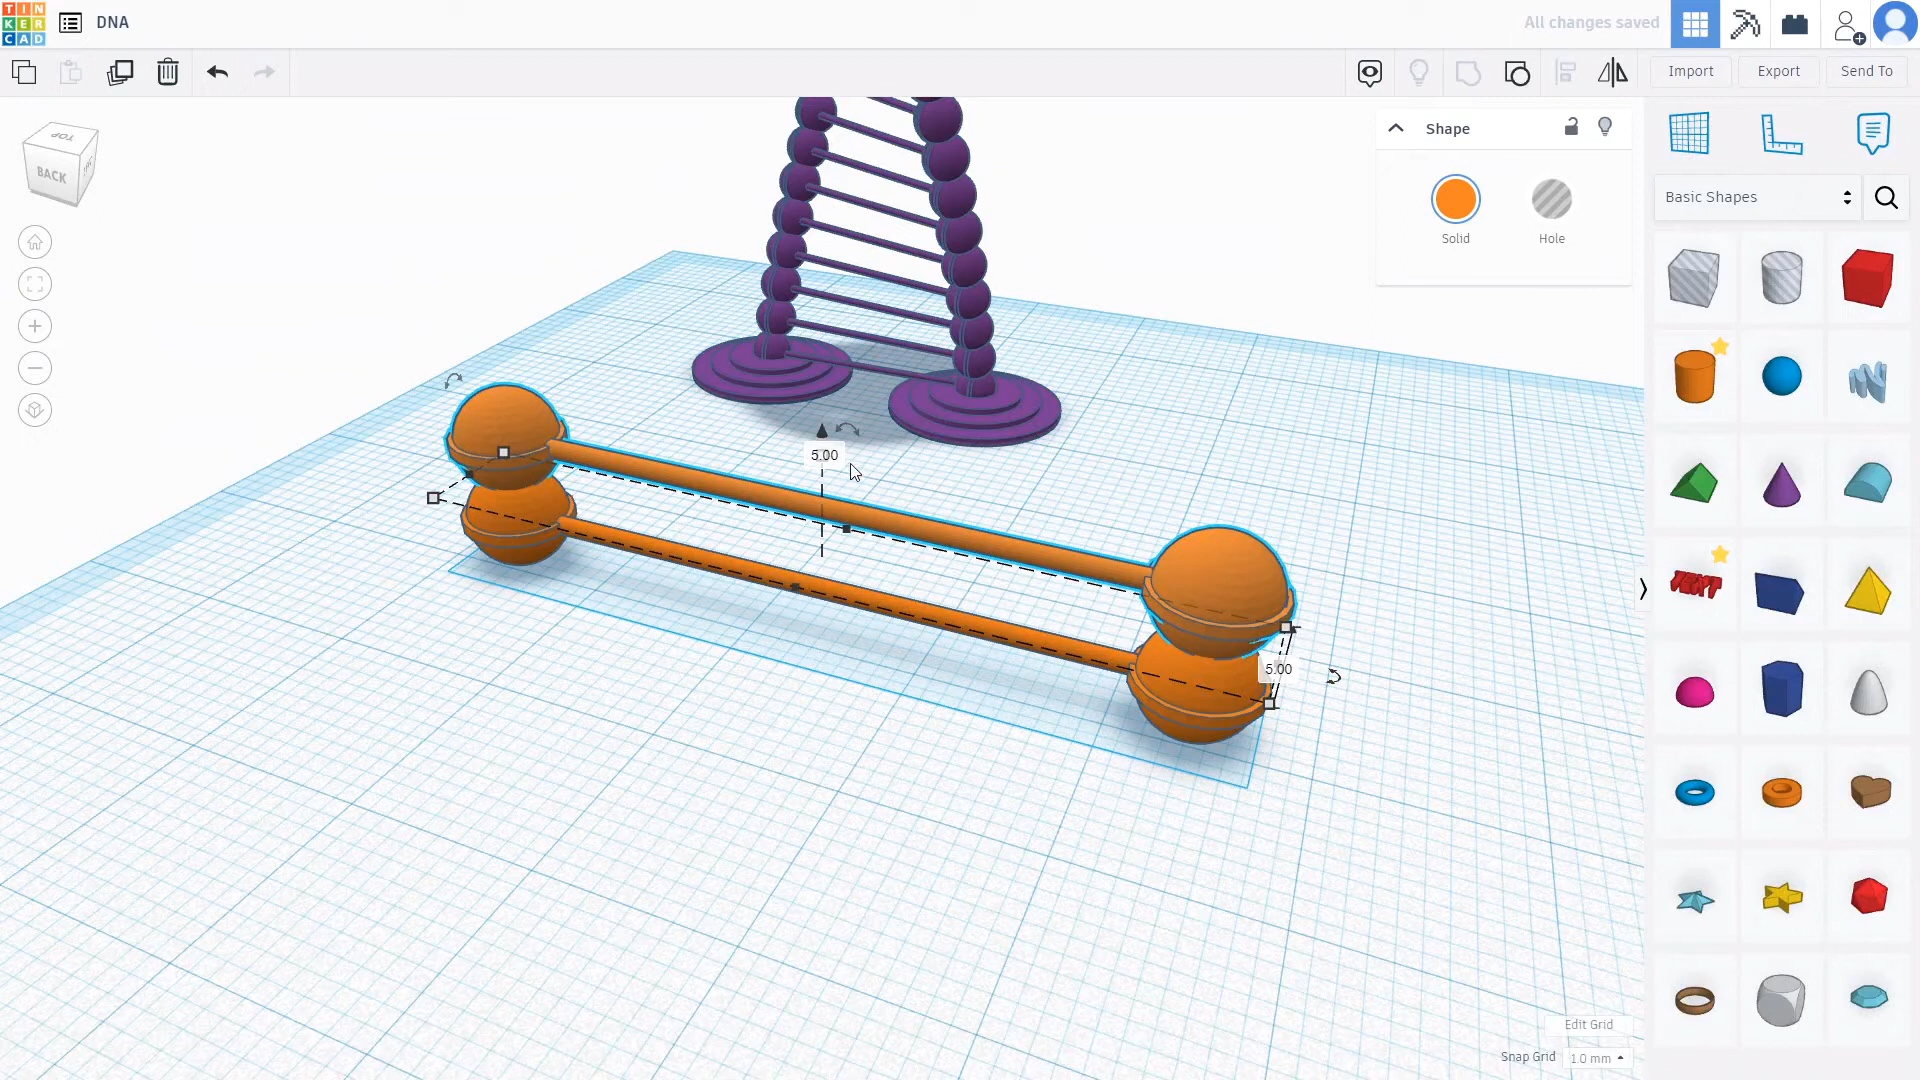 TIN
KER
CAD
DNA
All changes saved
Import
Export
Send To
TOP
BACK
Shape
Solid
Hole
Basic Shapes
TEXT
5.00
5.00
Edit Grid
Snap Grid
1.0 mm